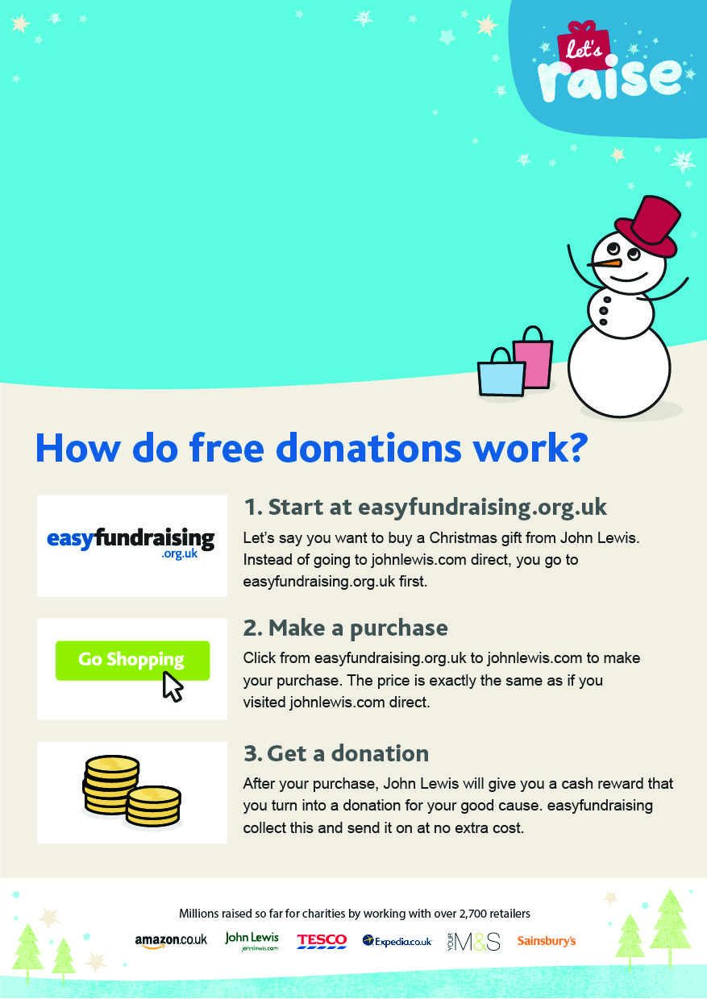 let's
raise
How do free donations work?
easyfundraising
.org.uk
1. Start at easyfundraising.org.uk
Let’s say you want to buy a Christmas gift from John Lewis.
Instead of going to johnlewis.com direct, you go to
easyfundraising.org.uk first.
Go Shopping
2. Make a purchase
Click from easyfundraising.org.uk to johnlewis.com to make
your purchase. The price is exactly the same as if you
visited johnlewis.com direct.
3. Get a donation
After your purchase, John Lewis will give you a cash reward that
you turn into a donation for your good cause. easyfundraising
collect this and send it on at no extra cost.
Millions raised so far for charities by working with over 2,700 retailers
amazon.co.uk
John Lewis
johnlewis.com
TESCO
Expedia.co.uk
YOUR M&S
Sainsbury's